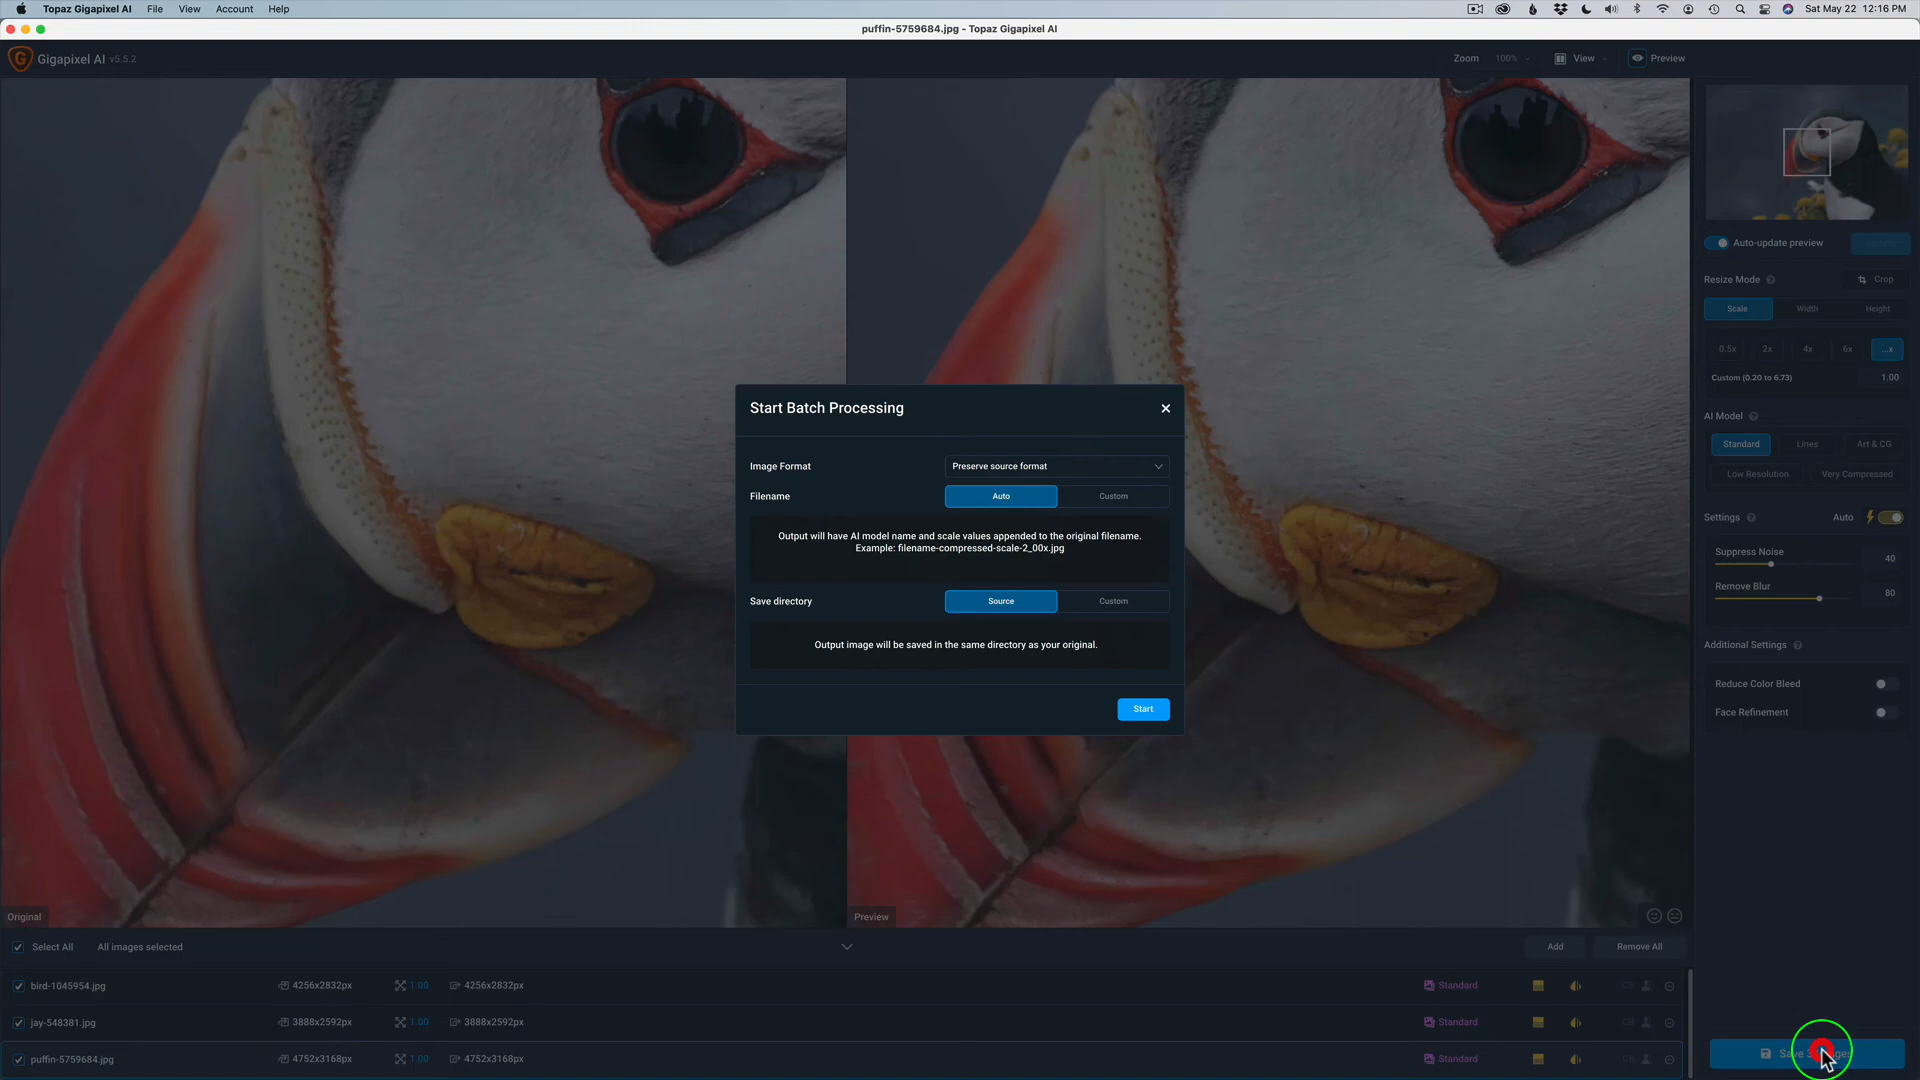 Topaz Gigapixel AI File View Account Help Sat May 22 12:16 PM
puffin-5759684.jpg - Topaz Gigapixel AI
G Gigapixel AI v5.5.2 Zoom 100% View Preview
Auto-update preview
Resize Mode ? Crop
Scale Width Height
0.5x 2x 4x 6x ...x
Custom (0.20 to 6.73) 1.00
AI Model ?
Standard Lines Art & CG
Low Resolution Very Compressed
Settings ? Auto
Suppress Noise 40
Remove Blur 80
Additional Settings ?
Reduce Color Bleed
Face Refinement
Start Batch Processing
Image Format Preserve source format
Filename Auto Custom
Output will have AI model name and scale values appended to the original filename.
Example: filename-compressed-scale-2_00x.jpg
Save directory Source Custom
Output image will be saved in the same directory as your original.
Start
Original Preview
Select All All images selected Add Remove All
bird-1045954.jpg 4256x2832px 1.00 4256x2832px Standard CB
jay-548381.jpg 3888x2592px 1.00 3888x2592px Standard CB
puffin-5759684.jpg 4752x3168px 1.00 4752x3168px Standard CB
Save